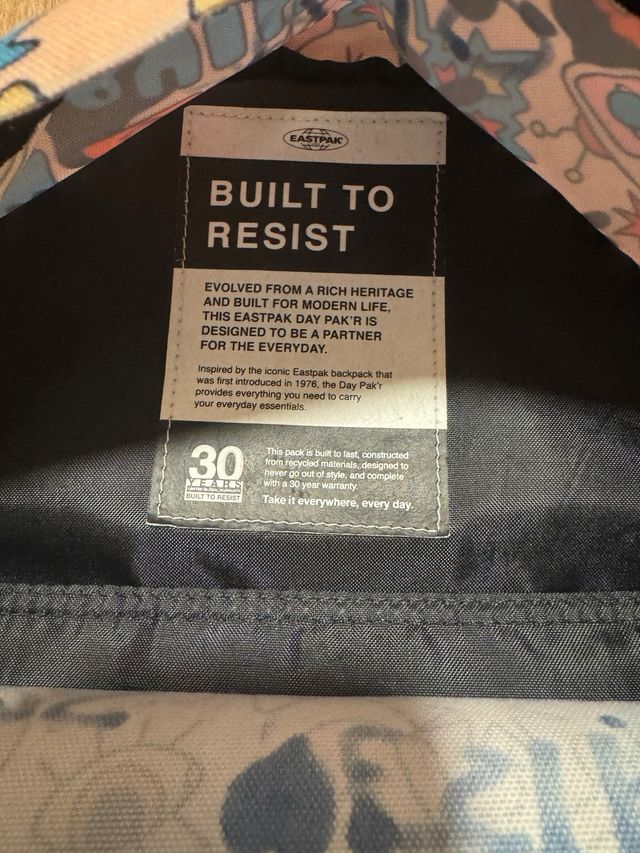 EASTPAK
BUILT TO
RESIST
EVOLVED FROM A RICH HERITAGE
AND BUILT FOR MODERN LIFE,
THIS EASTPAK DAY PAK'R IS
DESIGNED TO BE A PARTNER
FOR THE EVERYDAY.
Inspired by the iconic Eastpak backpack that
was first introduced in 1976, the Day Pak'r
provides everything you need to carry
your everyday essentials.
30
YEARS
LIMITED GLOBAL WARRANTY
BUILT TO RESIST
This pack is built to last, constructed
from recycled materials, designed to
never go out of style, and complete
with a 30 year warranty.
Take it everywhere, every day.